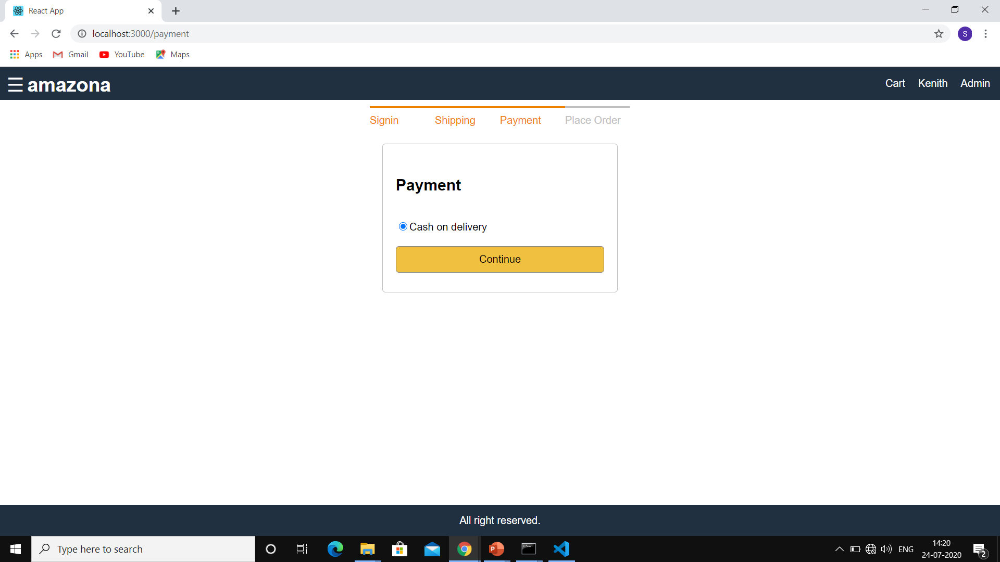 React App
localhost:3000/payment
S
Apps Gmail YouTube Maps
amazona Cart Kenith Admin
Signin Shipping Payment Place Order
Payment
Cash on delivery
Continue
All right reserved.
Type here to search
P
ENG
14:20
24-07-2020
2